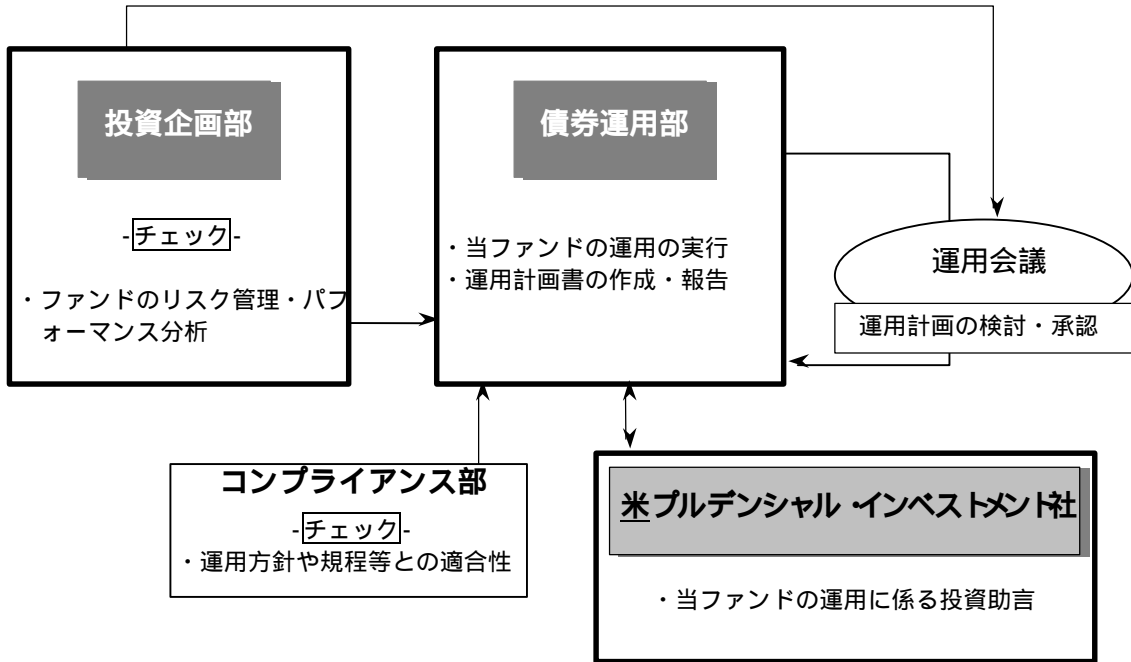 投資企画部
-チェック-
・ファンドのリスク管理・パフ
ォーマンス分析
債券運用部
・当ファンドの運用の実行
・運用計画書の作成・報告
運用会議
運用計画の検討・承認
コンプライアンス部
-チェック-
・運用方針や規程等との適合性
米プルデンシャル・インベストメント社
・当ファンドの運用に係る投資助言